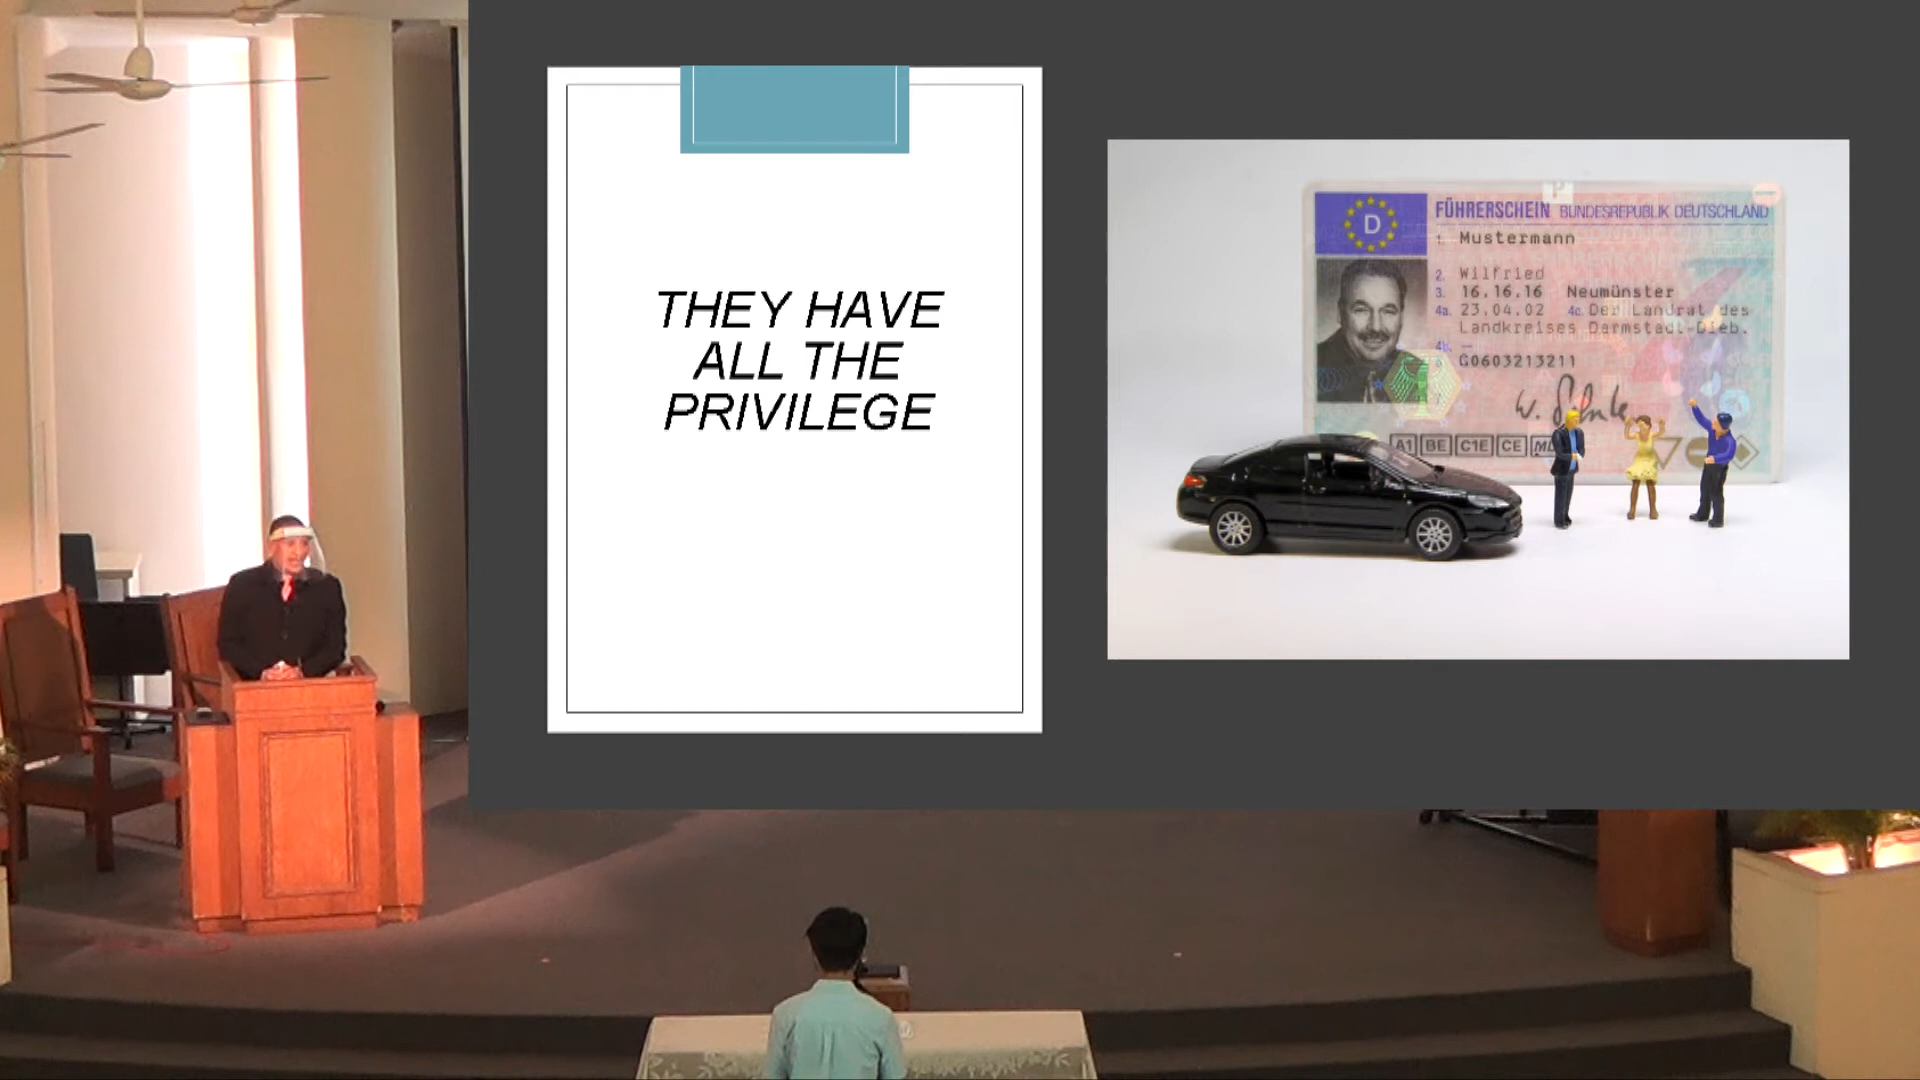 THEY HAVE
ALL THE
PRIVILEGE
P
D
FÜHRERSCHEIN BUNDESREPUBLIK DEUTSCHLAND
1. Mustermann
2. Wilfried
3. 16.16.16 Neumünster
4a. 23.04.02 4c. Der Landrat des
Landkreises Darmstadt-Dieb.
4b. —
G0603213211
A1 BE C1E CE